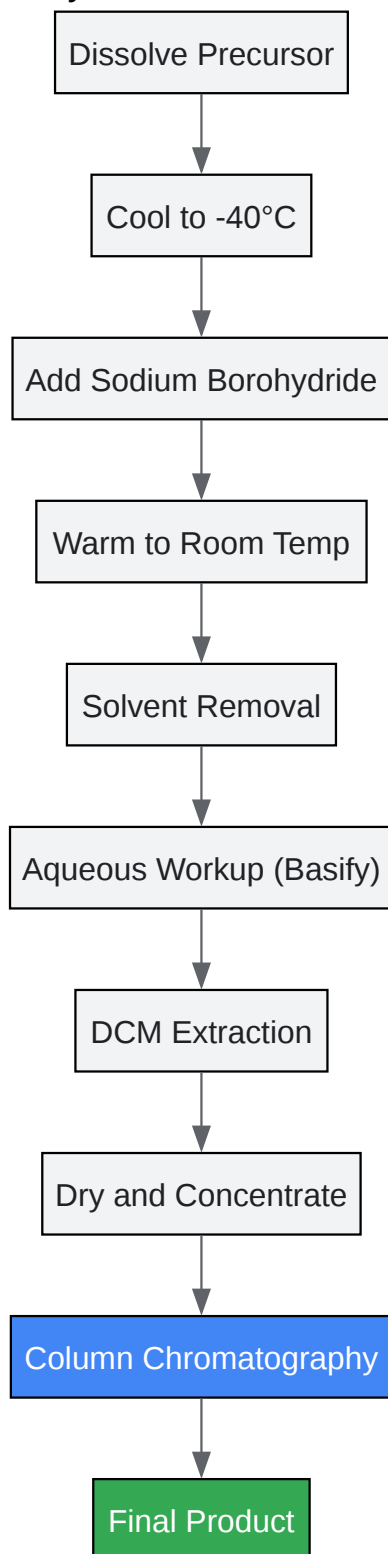 Dissolve Precursor
Cool to -40°C
Add Sodium Borohydride
Warm to Room Temp
Solvent Removal
Aqueous Workup (Basify)
DCM Extraction
Dry and Concentrate
Column Chromatography
Final Product